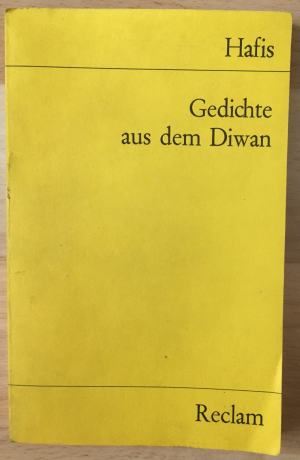 Hafis
Gedichte
aus dem Diwan
Reclam